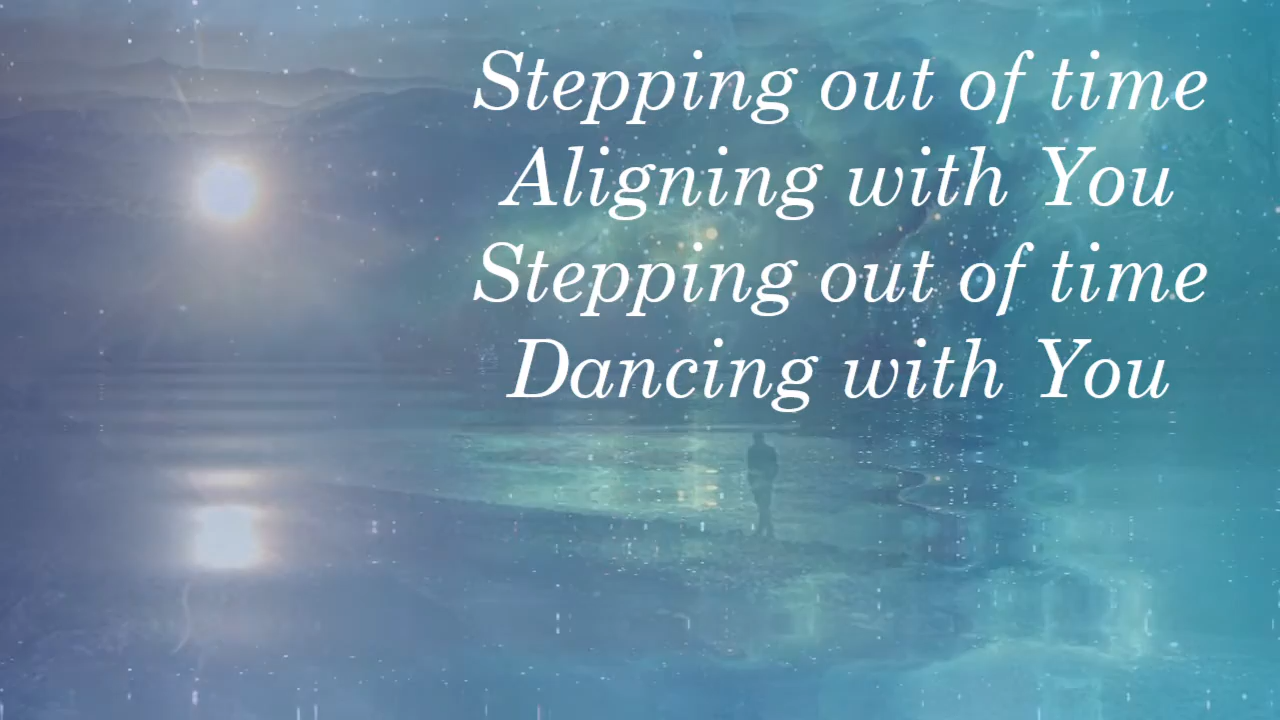 Stepping out of time
Aligning with You
Stepping out of time
Dancing with You